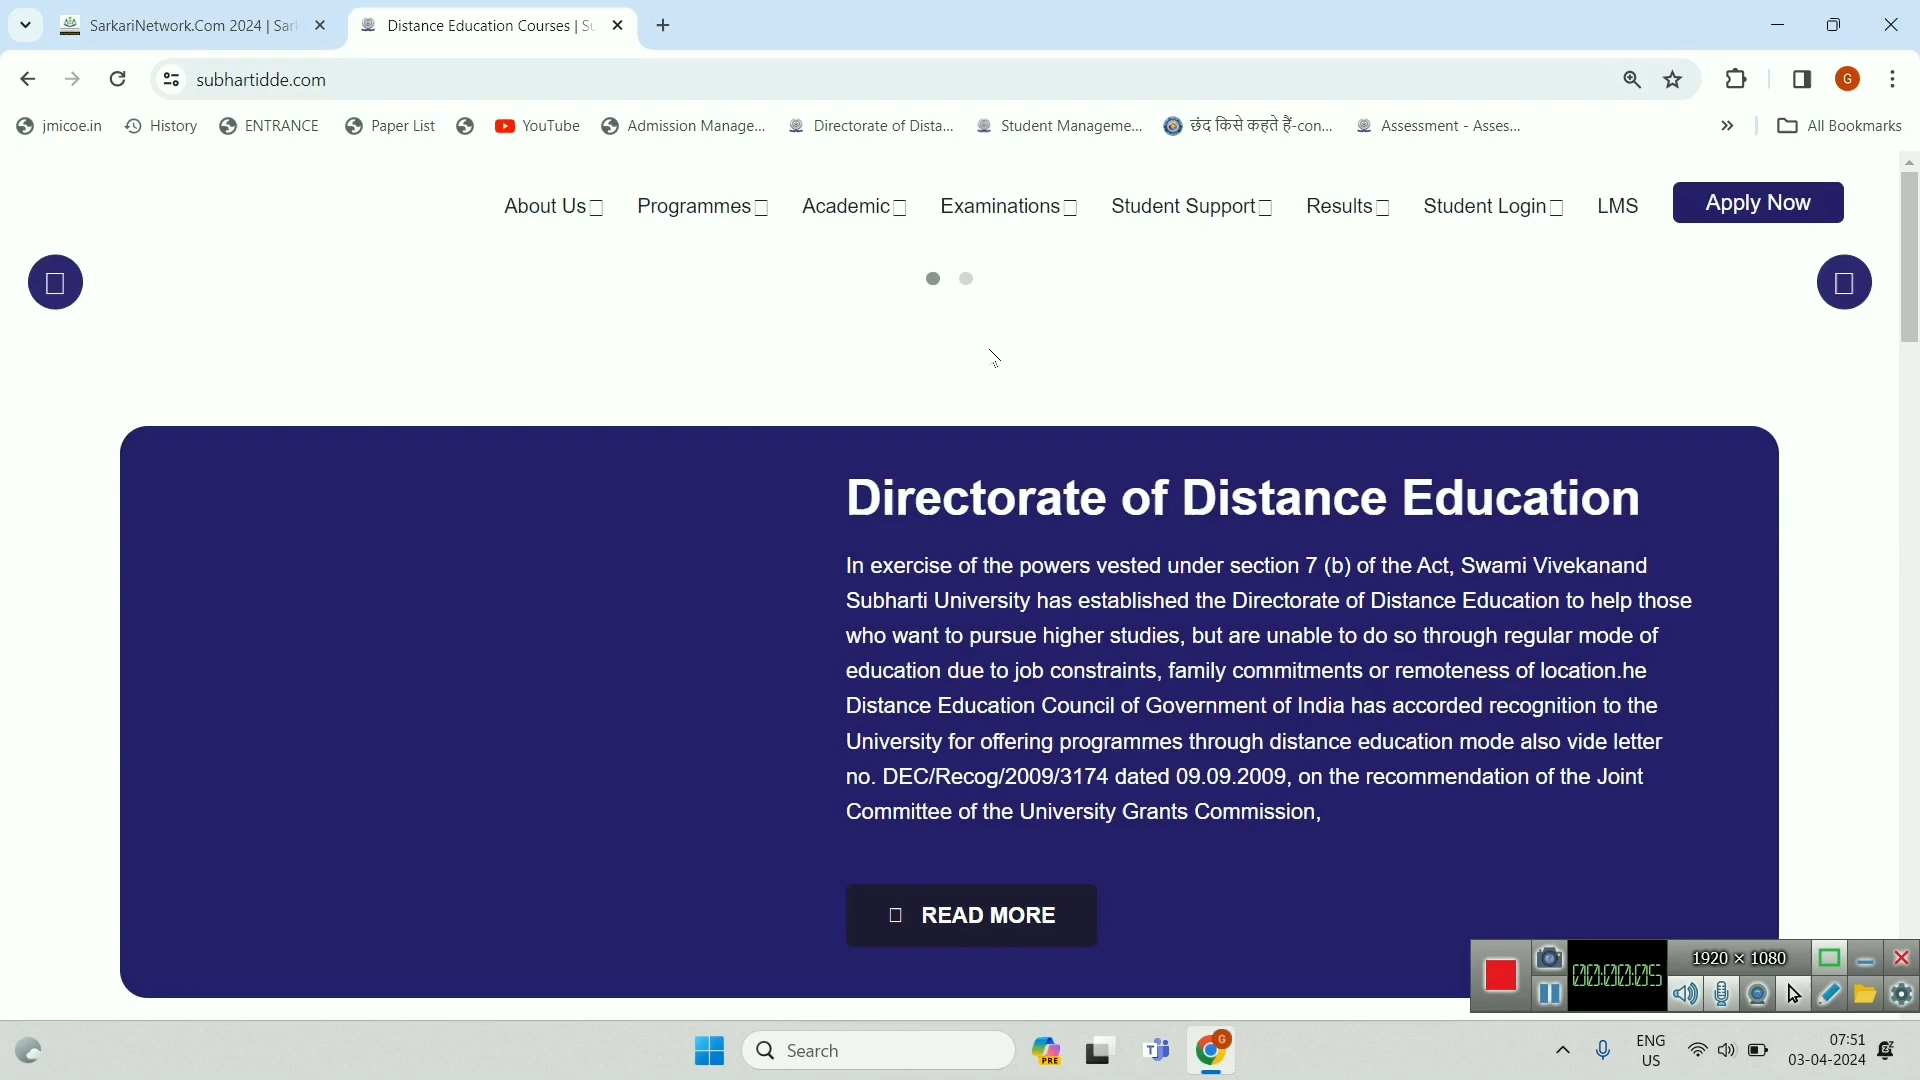 SarkariNetwork.Com 2024 | Sar
Distance Education Courses | Su
subhartidde.com
G
jmicoe.in
History
ENTRANCE
Paper List
YouTube
Admission Manage...
Directorate of Dista...
Student Manageme...
छंद किसे कहते हैं-con...
Assessment - Asses...
All Bookmarks
About Us
Programmes
Academic
Examinations
Student Support
Results
Student Login
LMS
Apply Now
Directorate of Distance Education
In exercise of the powers vested under section 7 (b) of the Act, Swami Vivekanand
Subharti University has established the Directorate of Distance Education to help those
who want to pursue higher studies, but are unable to do so through regular mode of
education due to job constraints, family commitments or remoteness of location.he
Distance Education Council of Government of India has accorded recognition to the
University for offering programmes through distance education mode also vide letter
no. DEC/Recog/2009/3174 dated 09.09.2009, on the recommendation of the Joint
Committee of the University Grants Commission,
READ MORE
1920 × 1080
00:00:05
Search
PRE
G
ENG
US
07:51
03-04-2024